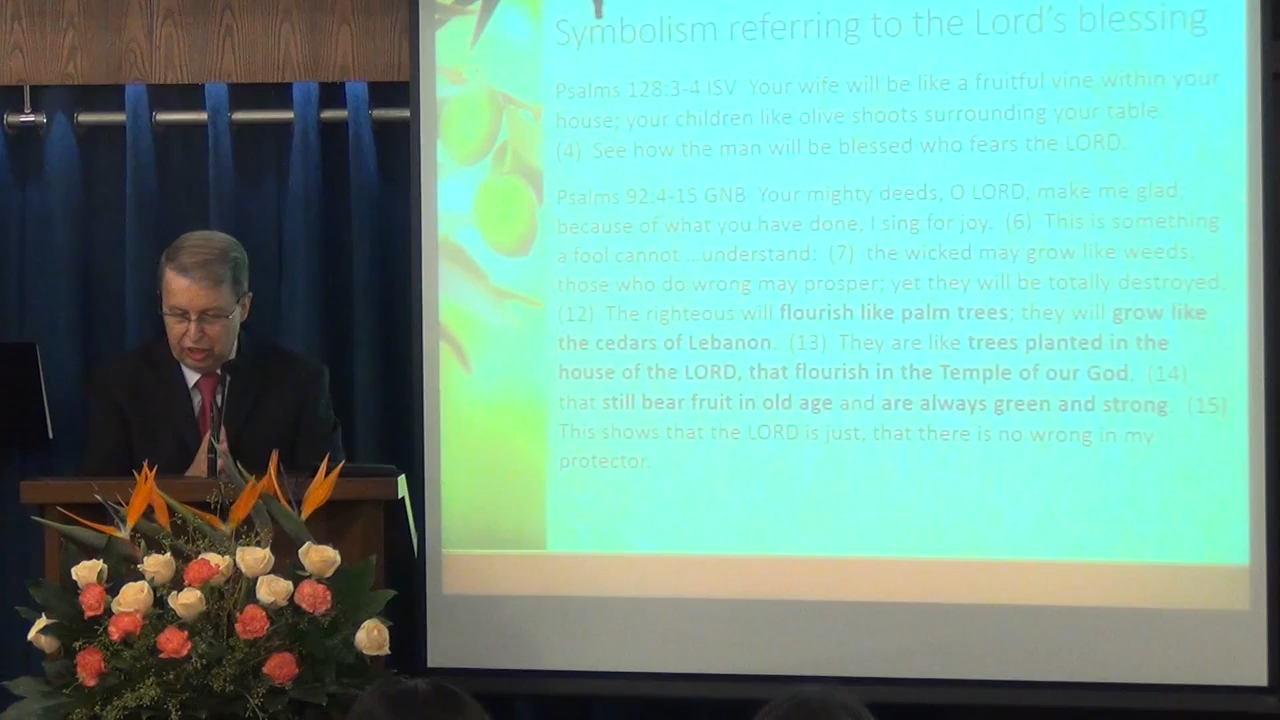 Symbolism referring to the Lord's blessing
Psalms 128:3-4 ISV Your wife will be like a fruitful vine within your
house; your children like olive shoots surrounding your table.
(4) See how the man will be blessed who fears the LORD.
Psalms 92:4-15 GNB Your mighty deeds, O LORD, make me glad;
because of what you have done, I sing for joy. (6) This is something
a fool cannot ...understand: (7) the wicked may grow like weeds,
those who do wrong may prosper; yet they will be totally destroyed,
(12) The righteous will flourish like palm trees; they will grow like
the cedars of Lebanon. (13) They are like trees planted in the
house of the LORD, that flourish in the Temple of our God, (14)
that still bear fruit in old age and are always green and strong. (15)
This shows that the LORD is just, that there is no wrong in my
protector.